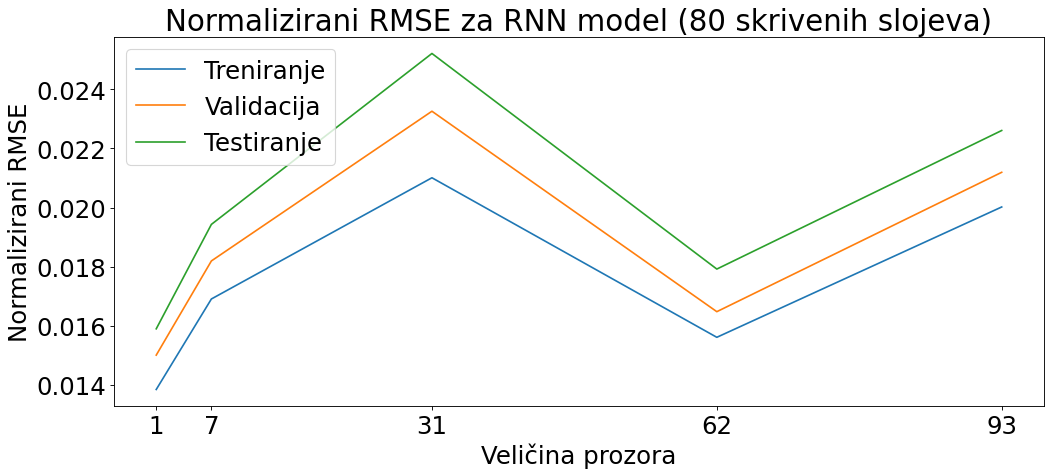 Normalizirani RMSE za RNN model (80 skrivenih slojeva)
Treniranje
Validacija
Testiranje
Normalizirani RMSE
0.024
0.022
0.020
0.018
0.016
0.014
1 7 31 62 93
Veličina prozora